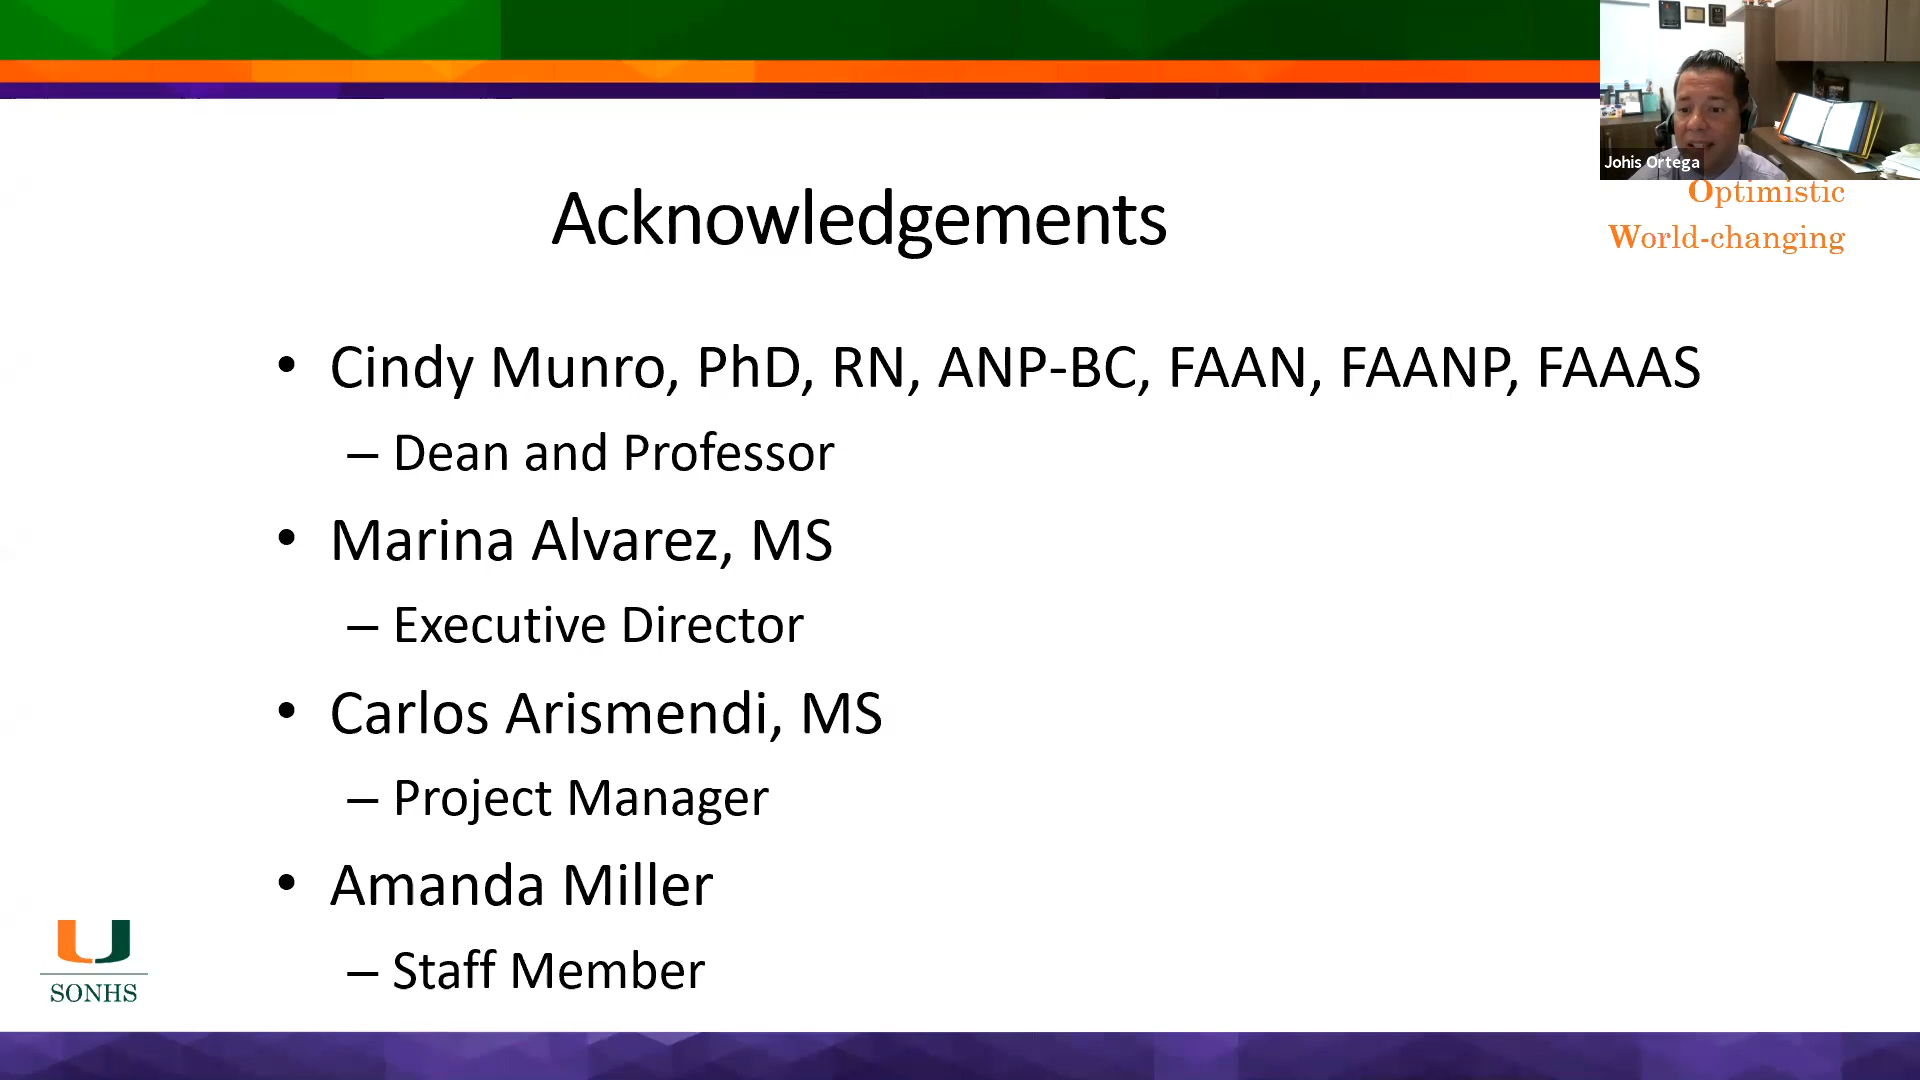 Johis Ortega
Optimistic
World-changing
Acknowledgements
• Cindy Munro, PhD, RN, ANP-BC, FAAN, FAANP, FAAAS
– Dean and Professor
• Marina Alvarez, MS
– Executive Director
• Carlos Arismendi, MS
– Project Manager
• Amanda Miller
– Staff Member
U
SONHS